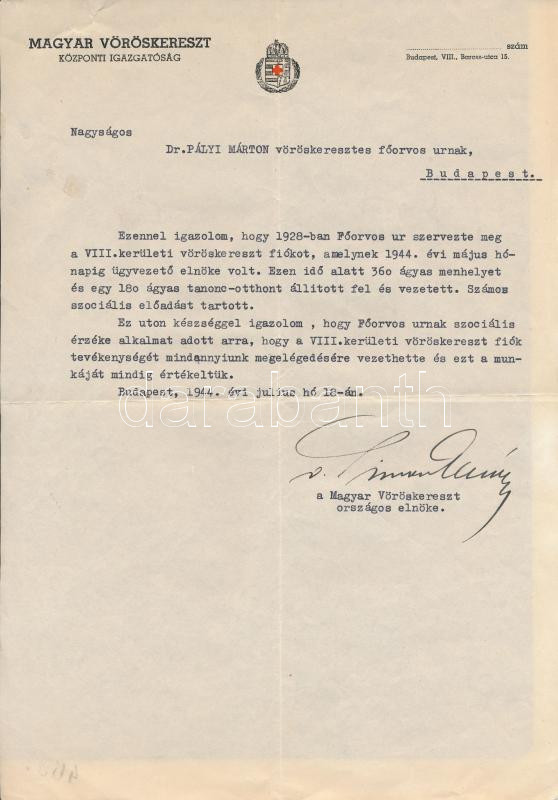 MAGYAR VÖRÖSKERESZT
KÖZPONTI IGAZGATÓSÁG
szám
Budapest, VIII., Baross-utca 15.
Nagyságos
Dr.PÁLYI MÁRTON vöröskeresztes főorvos urnak,
Budapest.
Ezennel igazolom, hogy 1928-ban Főorvos ur szervezte meg
a VIII.kerületi vöröskereszt fiókot, amelynek 1944. évi május hó-
napig ügyvezető elnöke volt. Ezen idő alatt 36o ágyas menhelyet
és egy 18o ágyas tanonc-otthont állitott fel és vezetett. Számos
szociális előadást tartott.
Ez uton készséggel igazolom , hogy Főorvos urnak szociális
érzéke alkalmat adott arra, hogy a VIII.kerületi vöröskereszt fiók
tevékenységét mindannyiunk megelégedésére vezethette és ezt a mun-
káját mindig értékeltük.
Budapest, 1944. évi julius hó 18-án.
darabanth
a Magyar Vöröskereszt
országos elnöke.